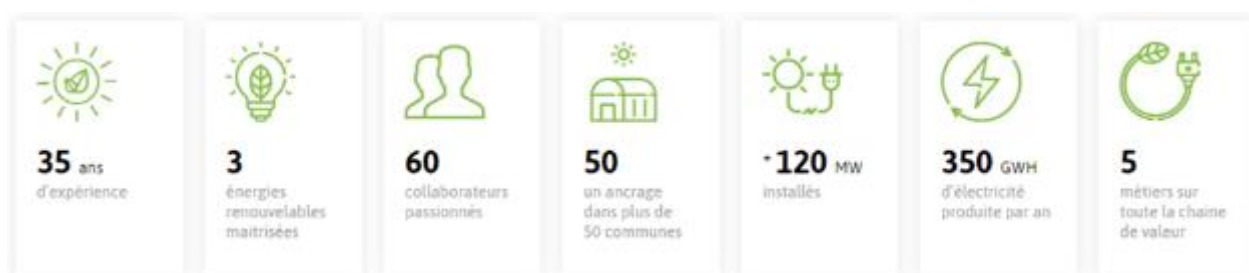 35 ans
d'expérience
3
énergies
renouvelables
maitrisées
60
collaborateurs
passionnés
50
un ancrage
dans plus de
50 communes
+120 MW
installés
350 GWH
d'électricité
produite par an
5
métiers sur
toute la chaine
de valeur